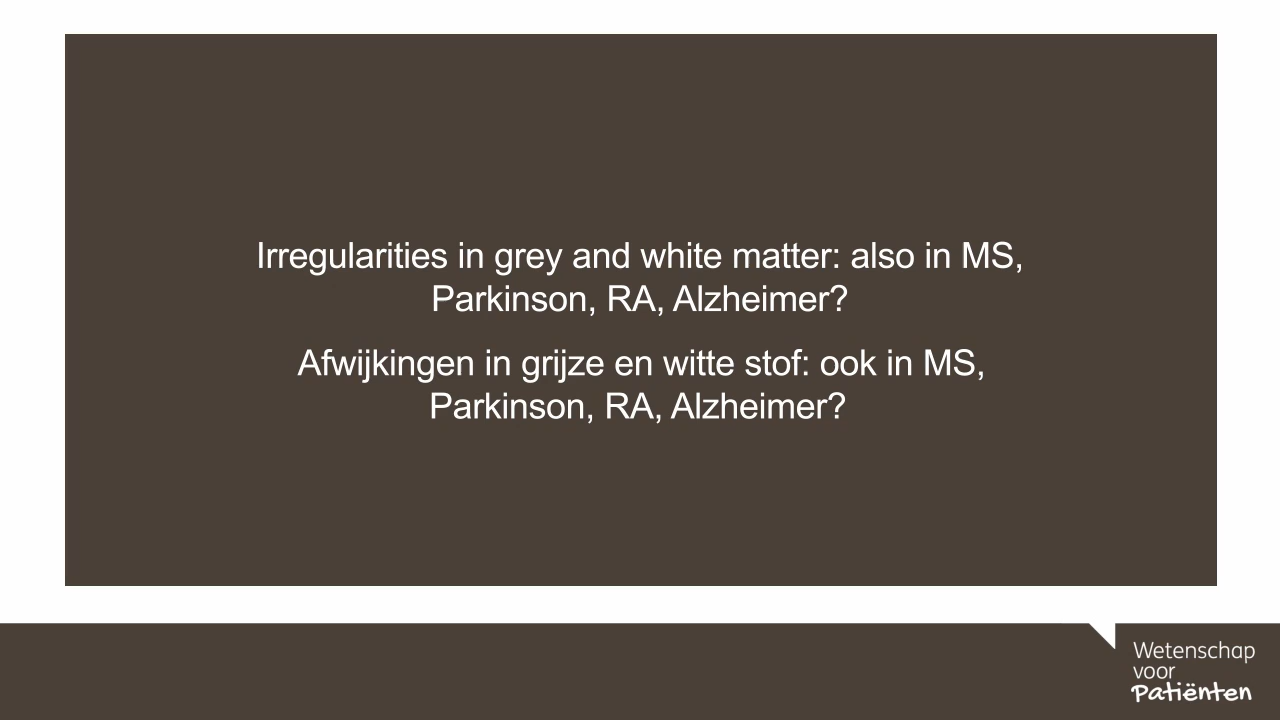 Irregularities in grey and white matter: also in MS,
Parkinson, RA, Alzheimer?
Afwijkingen in grijze en witte stof: ook in MS,
Parkinson, RA, Alzheimer?
Wetenschap
voor
Patiënten